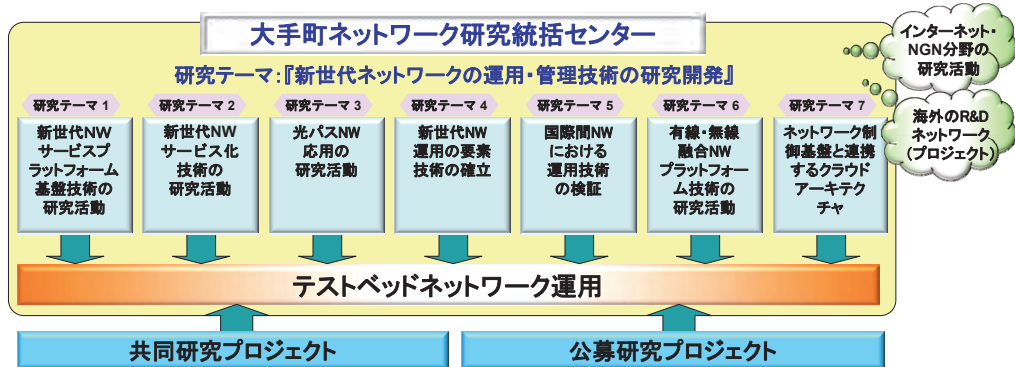 大手町ネットワーク研究統括センター
研究テーマ:『新世代ネットワークの運用・管理技術の研究開発』
インターネット・
NGN分野の
研究活動
海外のR&D
ネットワーク
(プロジェクト)
研究テーマ 1
新世代NW
サービスプ
ラットフォーム
基盤技術の
研究活動
研究テーマ 2
新世代NW
サービス化
技術の
研究活動
研究テーマ 3
光パスNW
応用の
研究活動
研究テーマ 4
新世代NW
運用の要素
技術の確立
研究テーマ 5
国際間NW
における
運用技術
の検証
研究テーマ 6
有線・無線
融合NW
プラットフォー
ム技術の
研究活動
研究テーマ 7
ネットワーク制
御基盤と連携
するクラウド
アーキテク
チャ
テストベッドネットワーク運用
共同研究プロジェクト
公募研究プロジェクト